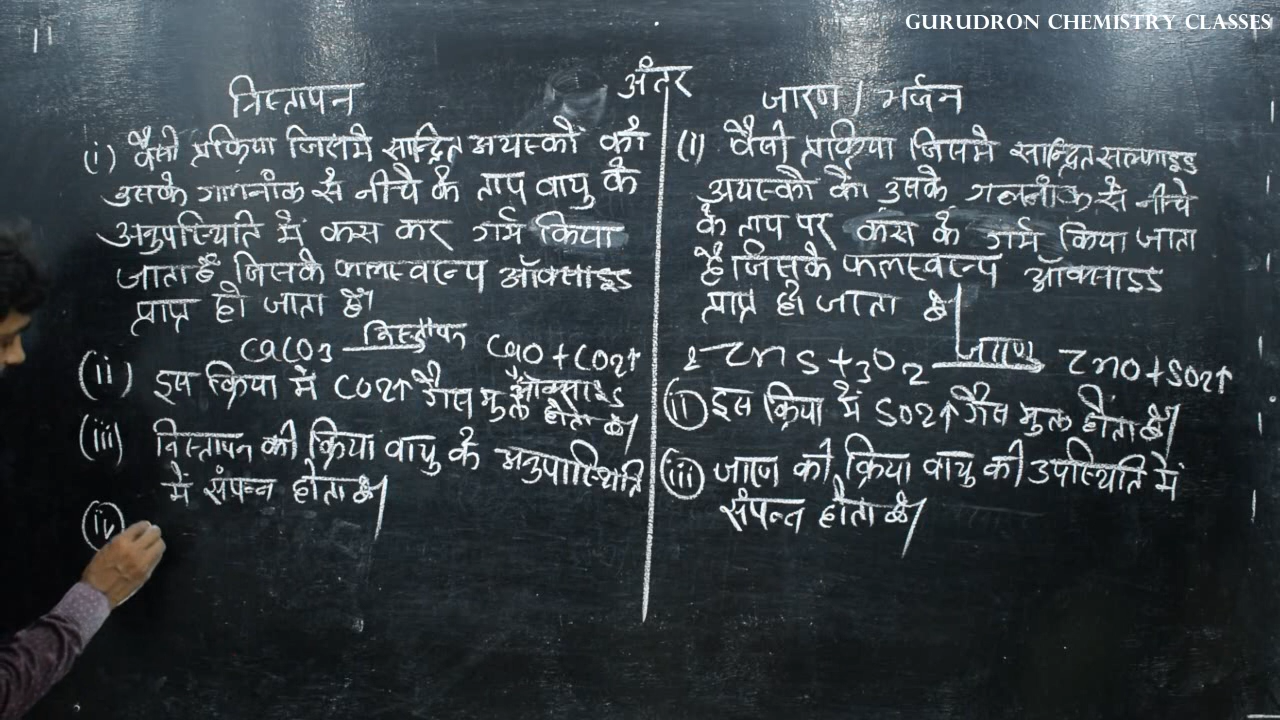 GURUDRON CHEMISTRY CLASSES
अंतर
निस्तापन
(i) वैसी प्रक्रिया जिसमे सान्द्रित अयस्कों को
उसके गलनांक से नीचे के ताप वायु के
अनुपस्थिति में कस कर गर्म किया
जाता है जिसके फलस्वरूप ऑक्साइड
प्राप्त हो जाता है।
CaCO3 निस्तापन CaO + CO2↑
(ii) इस क्रिया में CO2↑ गैस मुक्त होता है।
ऑक्साइड
(iii) निस्तापन की क्रिया वायु के अनुपास्थिति
में संपन्न होता है।
(iv)
जारण / भर्जन
(i) वैसी प्रक्रिया जिसमे सान्द्रित सल्फाइड
अयस्को को उसके गलनांक से नीचे
के ताप पर कस के गर्म किया जाता
है जिसके फलस्वरूप ऑक्साइड
प्राप्त हो जाता है।
2ZnS + 3O2 जारण ZnO + SO2↑
(ii) इस क्रिया में SO2↑ गैस मुक्त होता है।
(iii) जारण की क्रिया वायु की उपस्थिति में
संपन्न होता है।